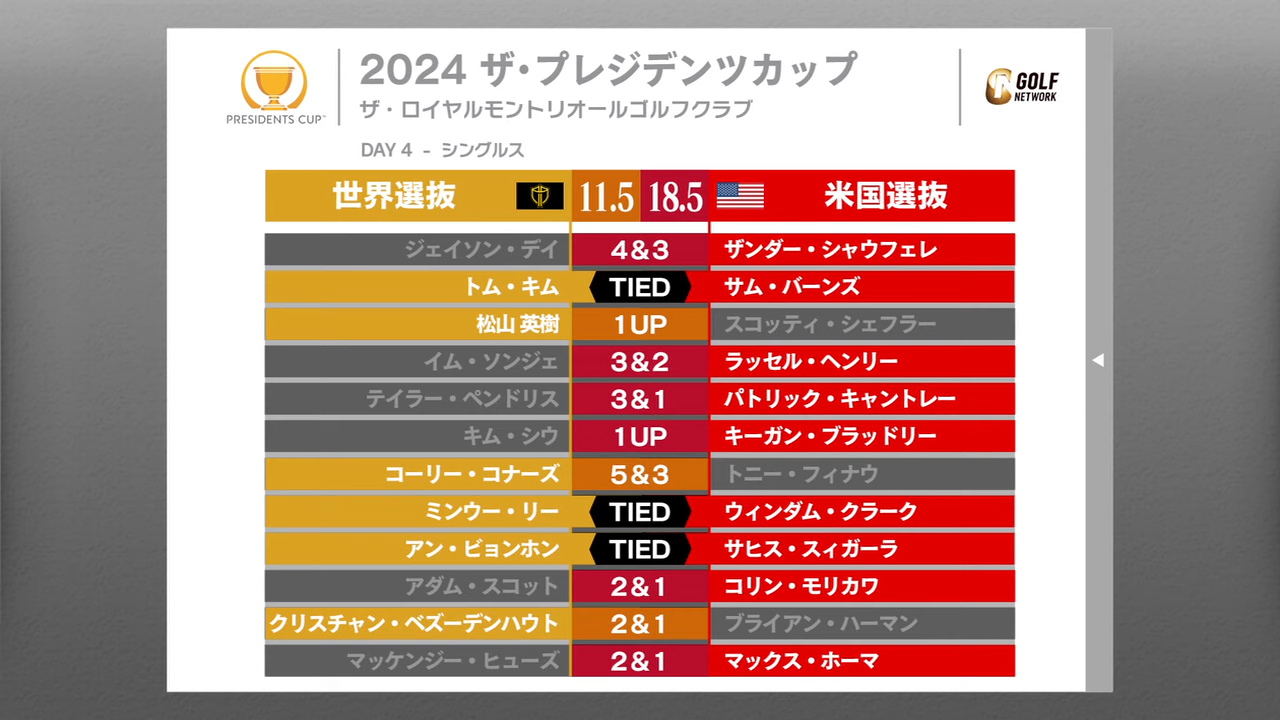 PRESIDENTS CUP™
2024 ザ・プレジデンツカップ
ザ・ロイヤルモントリオールゴルフクラブ
GOLF
NETWORK
DAY 4 - シングルス
世界選抜 11.5 18.5 米国選抜
ジェイソン・デイ 4&3 ザンダー・シャウフェレ
トム・キム TIED サム・バーンズ
松山 英樹 1UP スコッティ・シェフラー
イム・ソンジェ 3&2 ラッセル・ヘンリー
テイラー・ペンドリス 3&1 パトリック・キャントレー
キム・シウ 1UP キーガン・ブラッドリー
コーリー・コナーズ 5&3 トニー・フィナウ
ミンウー・リー TIED ウィンダム・クラーク
アン・ビョンホン TIED サヒス・スィガーラ
アダム・スコット 2&1 コリン・モリカワ
クリスチャン・ベズーデンハウト 2&1 ブライアン・ハーマン
マッケンジー・ヒューズ 2&1 マックス・ホーマ